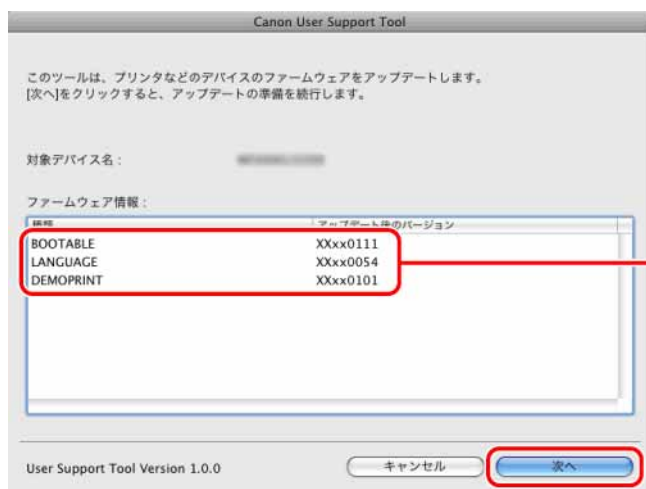 Canon User Support Tool
このツールは、プリンタなどのデバイスのファームウェアをアップデートします。
[次へ]をクリックすると、アップデートの準備を続行します。
対象デバイス名：
ファームウェア情報：
種類 アップデート後のバージョン
BOOTABLE XXxx0111
LANGUAGE XXxx0054
DEMOPRINT XXxx0101
User Support Tool Version 1.0.0 キャンセル 次へ